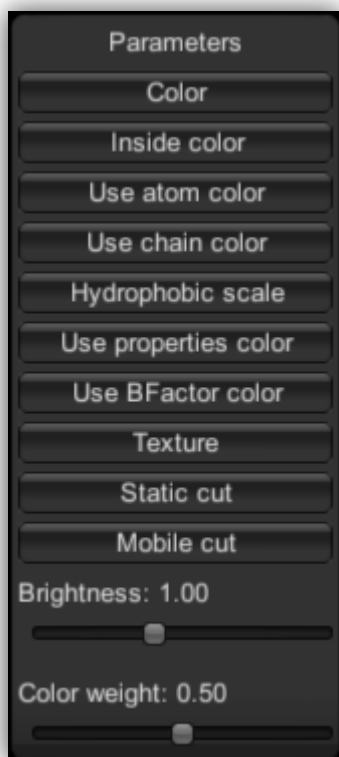 Parameters
Color
Inside color
Use atom color
Use chain color
Hydrophobic scale
Use properties color
Use BFactor color
Texture
Static cut
Mobile cut
Brightness: 1.00
Color weight: 0.50